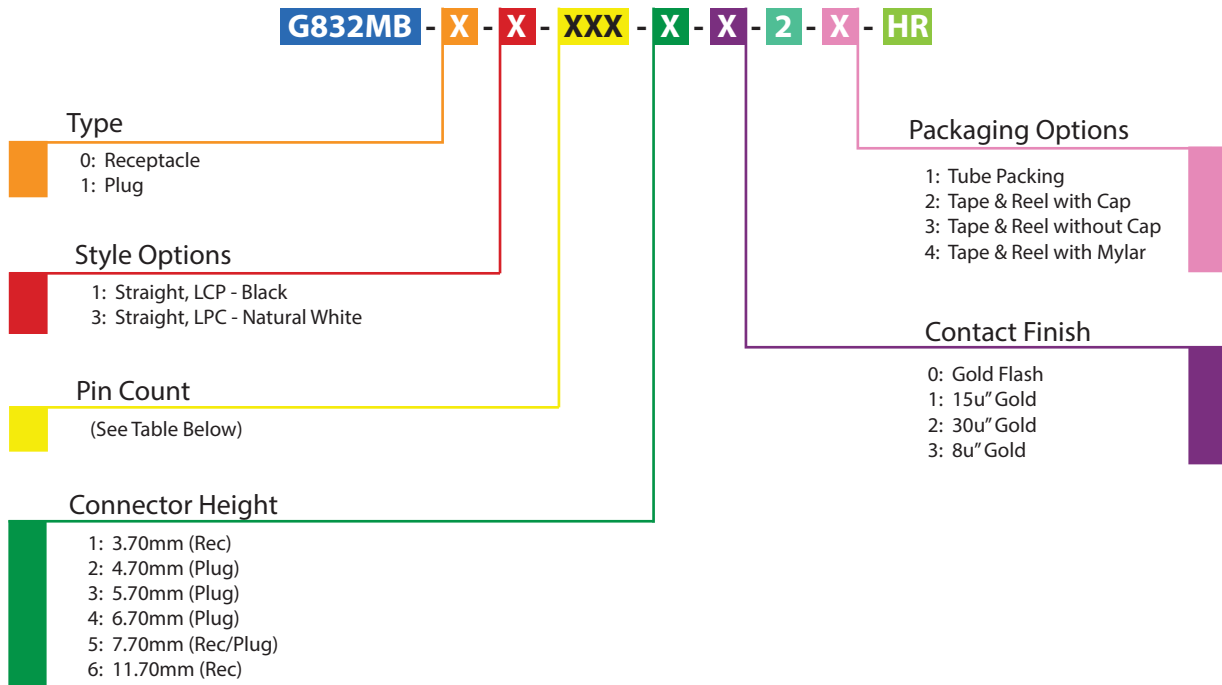 G832MB - X - X - XXX - X - X - 2 - X - HR
Type
0: Receptacle
1: Plug
Style Options
1: Straight, LCP - Black
3: Straight, LPC - Natural White
Pin Count
(See Table Below)
Connector Height
1: 3.70mm (Rec)
2: 4.70mm (Plug)
3: 5.70mm (Plug)
4: 6.70mm (Plug)
5: 7.70mm (Rec/Plug)
6: 11.70mm (Rec)
Packaging Options
1: Tube Packing
2: Tape & Reel with Cap
3: Tape & Reel without Cap
4: Tape & Reel with Mylar
Contact Finish
0: Gold Flash
1: 15u” Gold
2: 30u” Gold
3: 8u” Gold